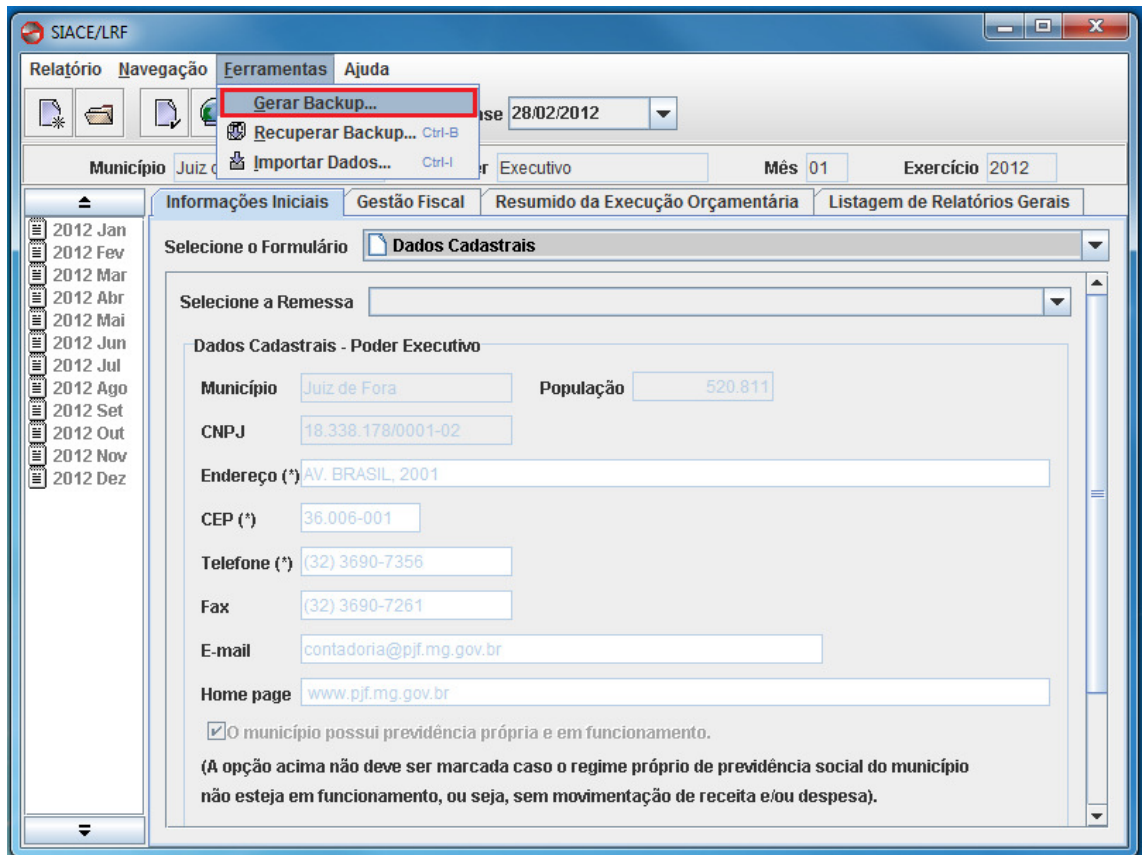 SIACE/LRF
Relatório Navegação Ferramentas Ajuda
Gerar Backup...
28/02/2012
Recuperar Backup... Ctrl-B
Importar Dados... Ctrl-I
Município Juiz Executivo Mês 01 Exercício 2012
Informações Iniciais Gestão Fiscal Resumido da Execução Orçamentária Listagem de Relatórios Gerais
2012 Jan
2012 Fev
2012 Mar
2012 Abr
2012 Mai
2012 Jun
2012 Jul
2012 Ago
2012 Set
2012 Out
2012 Nov
2012 Dez
Selecione o Formulário Dados Cadastrais
Selecione a Remessa
Dados Cadastrais - Poder Executivo
Município Juiz de Fora População 520.811
CNPJ 18.338.178/0001-02
Endereço (*) AV. BRASIL, 2001
CEP (*) 36.006-001
Telefone (*) (32) 3690-7356
Fax (32) 3690-7261
E-mail contadoria@pjf.mg.gov.br
Home page www.pjf.mg.gov.br
O município possui previdência própria e em funcionamento.
(A opção acima não deve ser marcada caso o regime próprio de previdência social do município
não esteja em funcionamento, ou seja, sem movimentação de receita e/ou despesa).